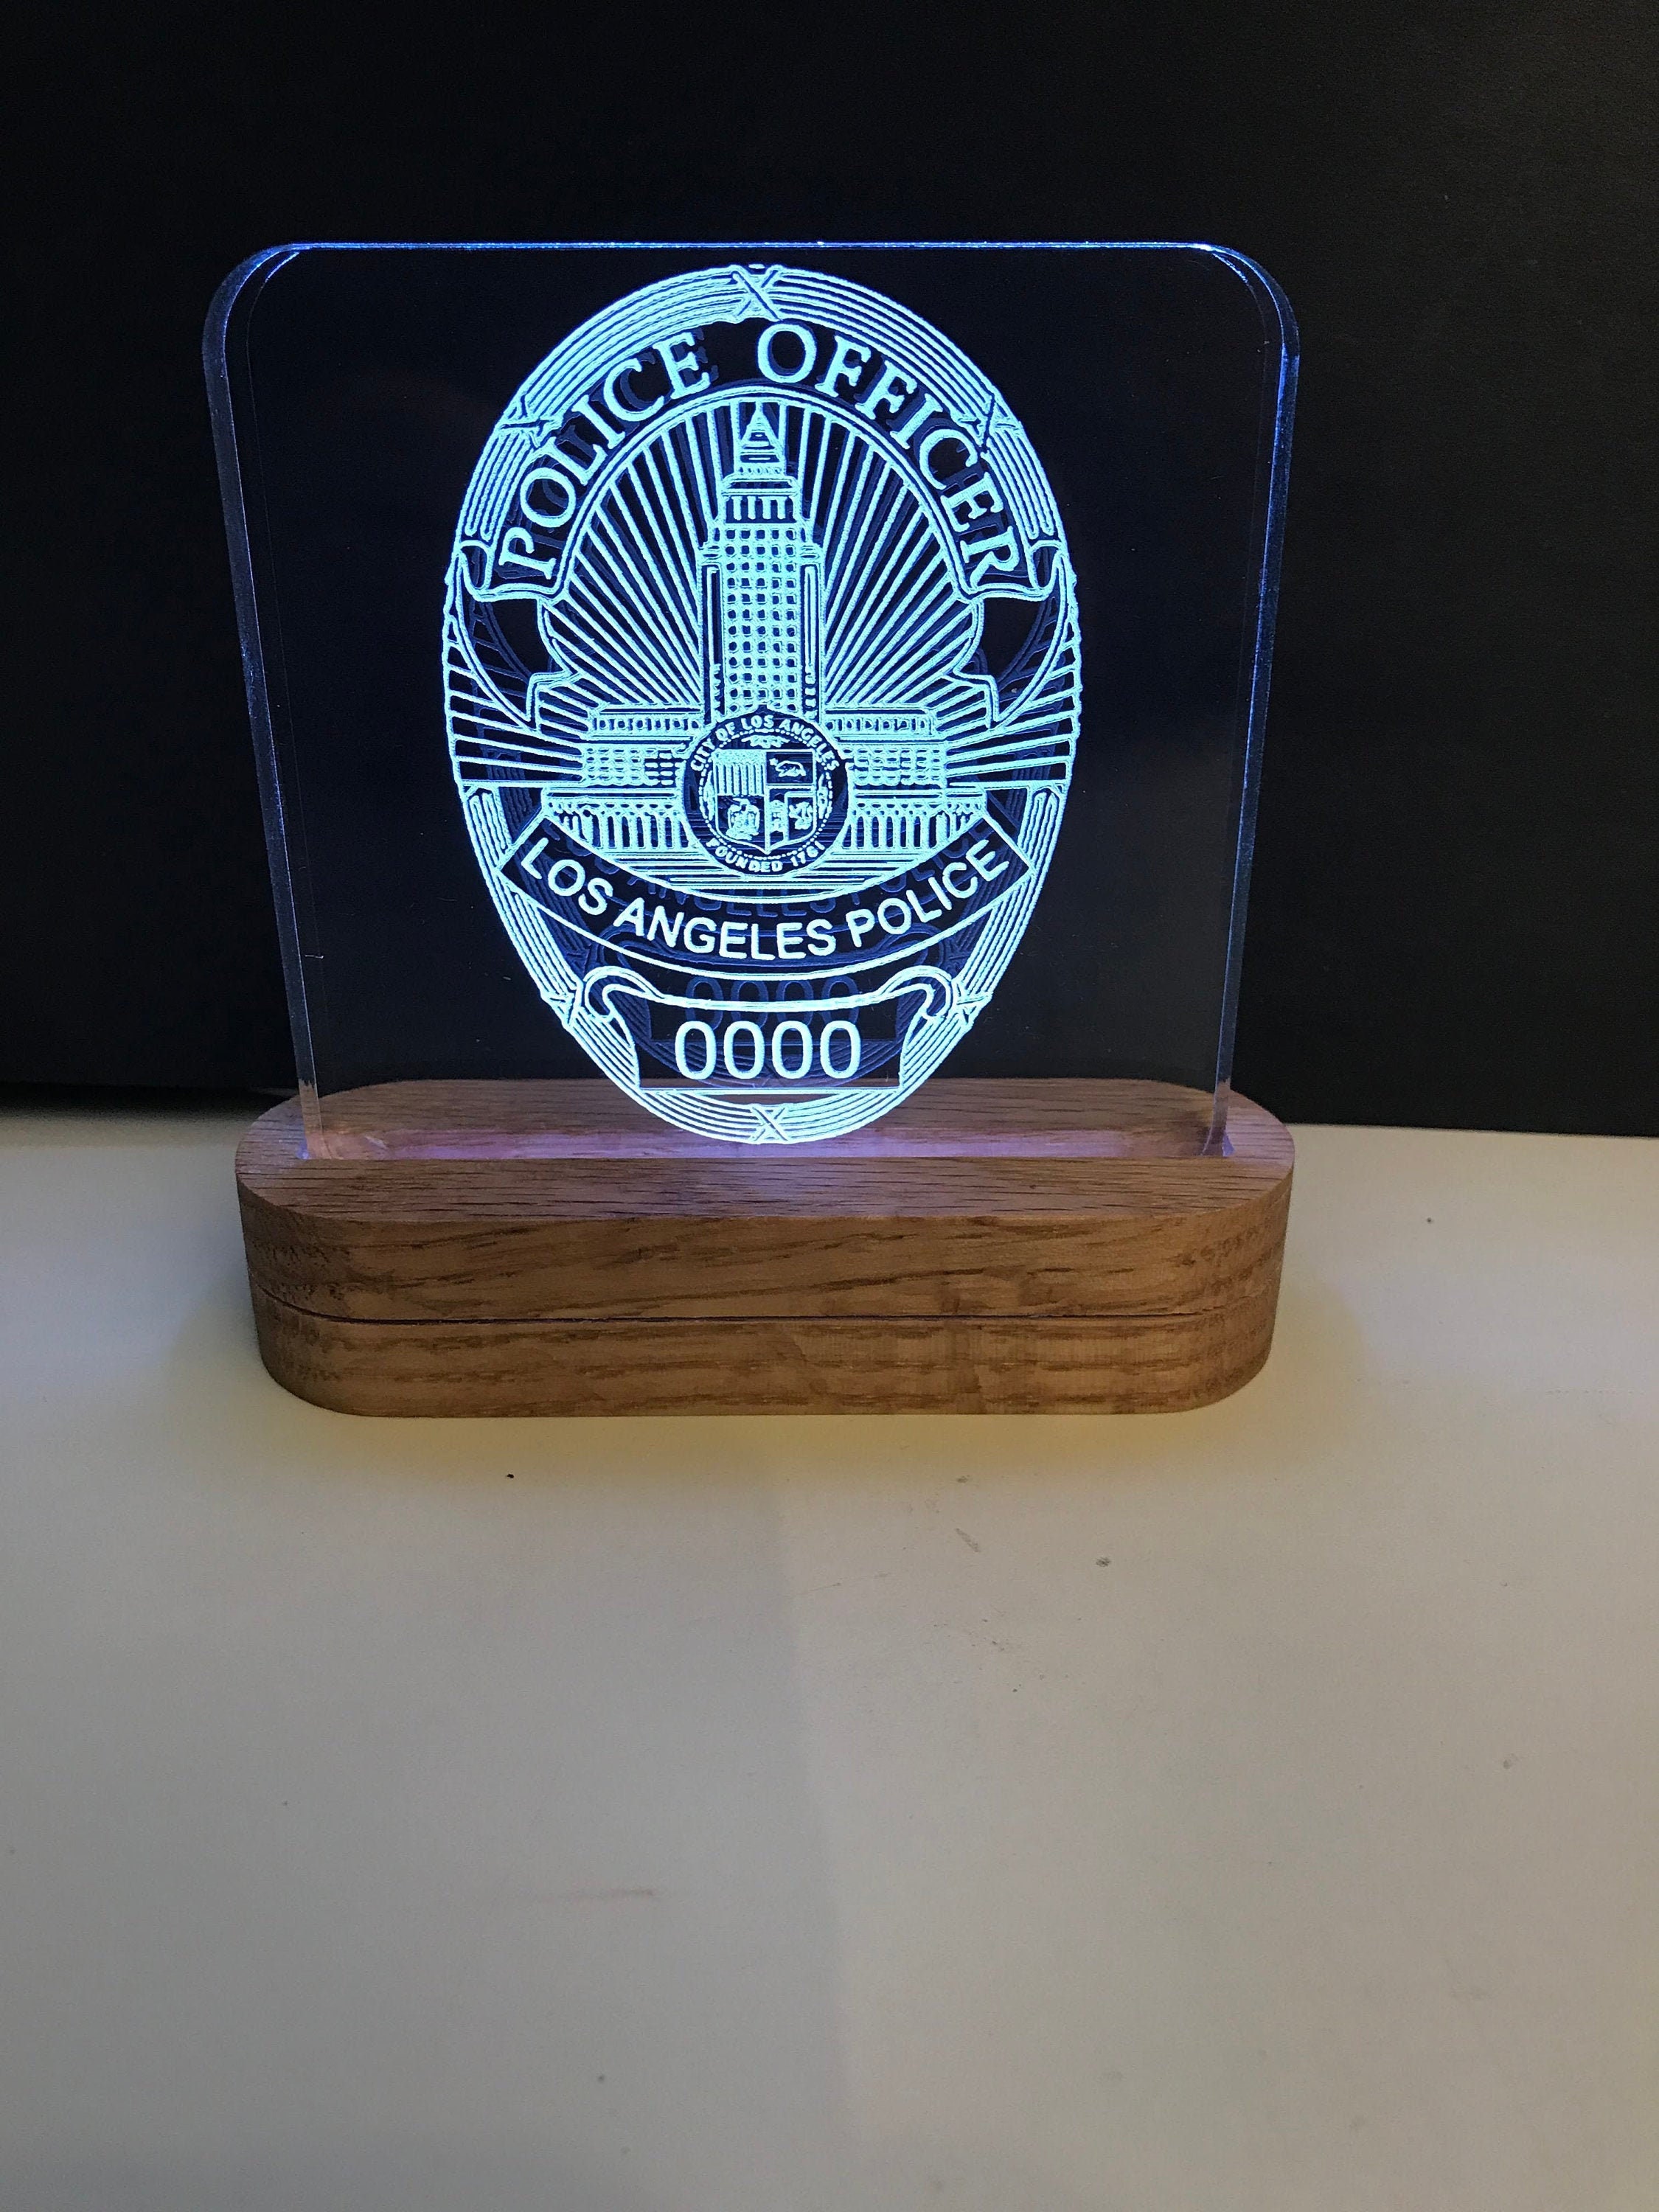 POLICE OFFICER
CITY OF LOS ANGELES
FOUNDED 1781
LOS ANGELES POLICE
0000